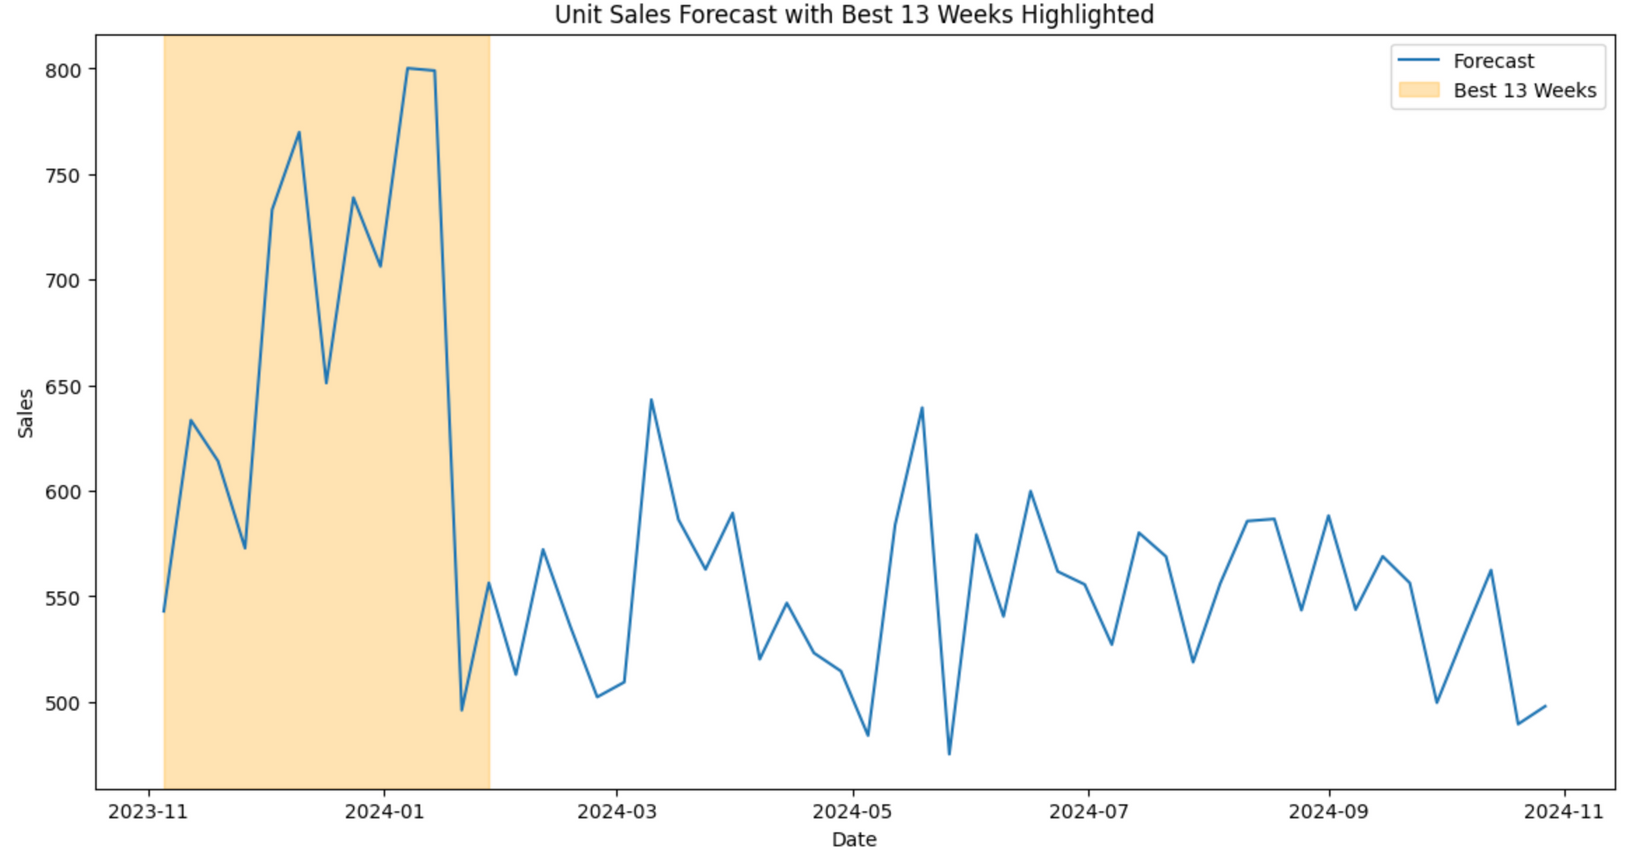 Unit Sales Forecast with Best 13 Weeks Highlighted
Forecast
Best 13 Weeks
800
750
700
650
600
550
500
Sales
2023-11
2024-01
2024-03
2024-05
2024-07
2024-09
2024-11
Date